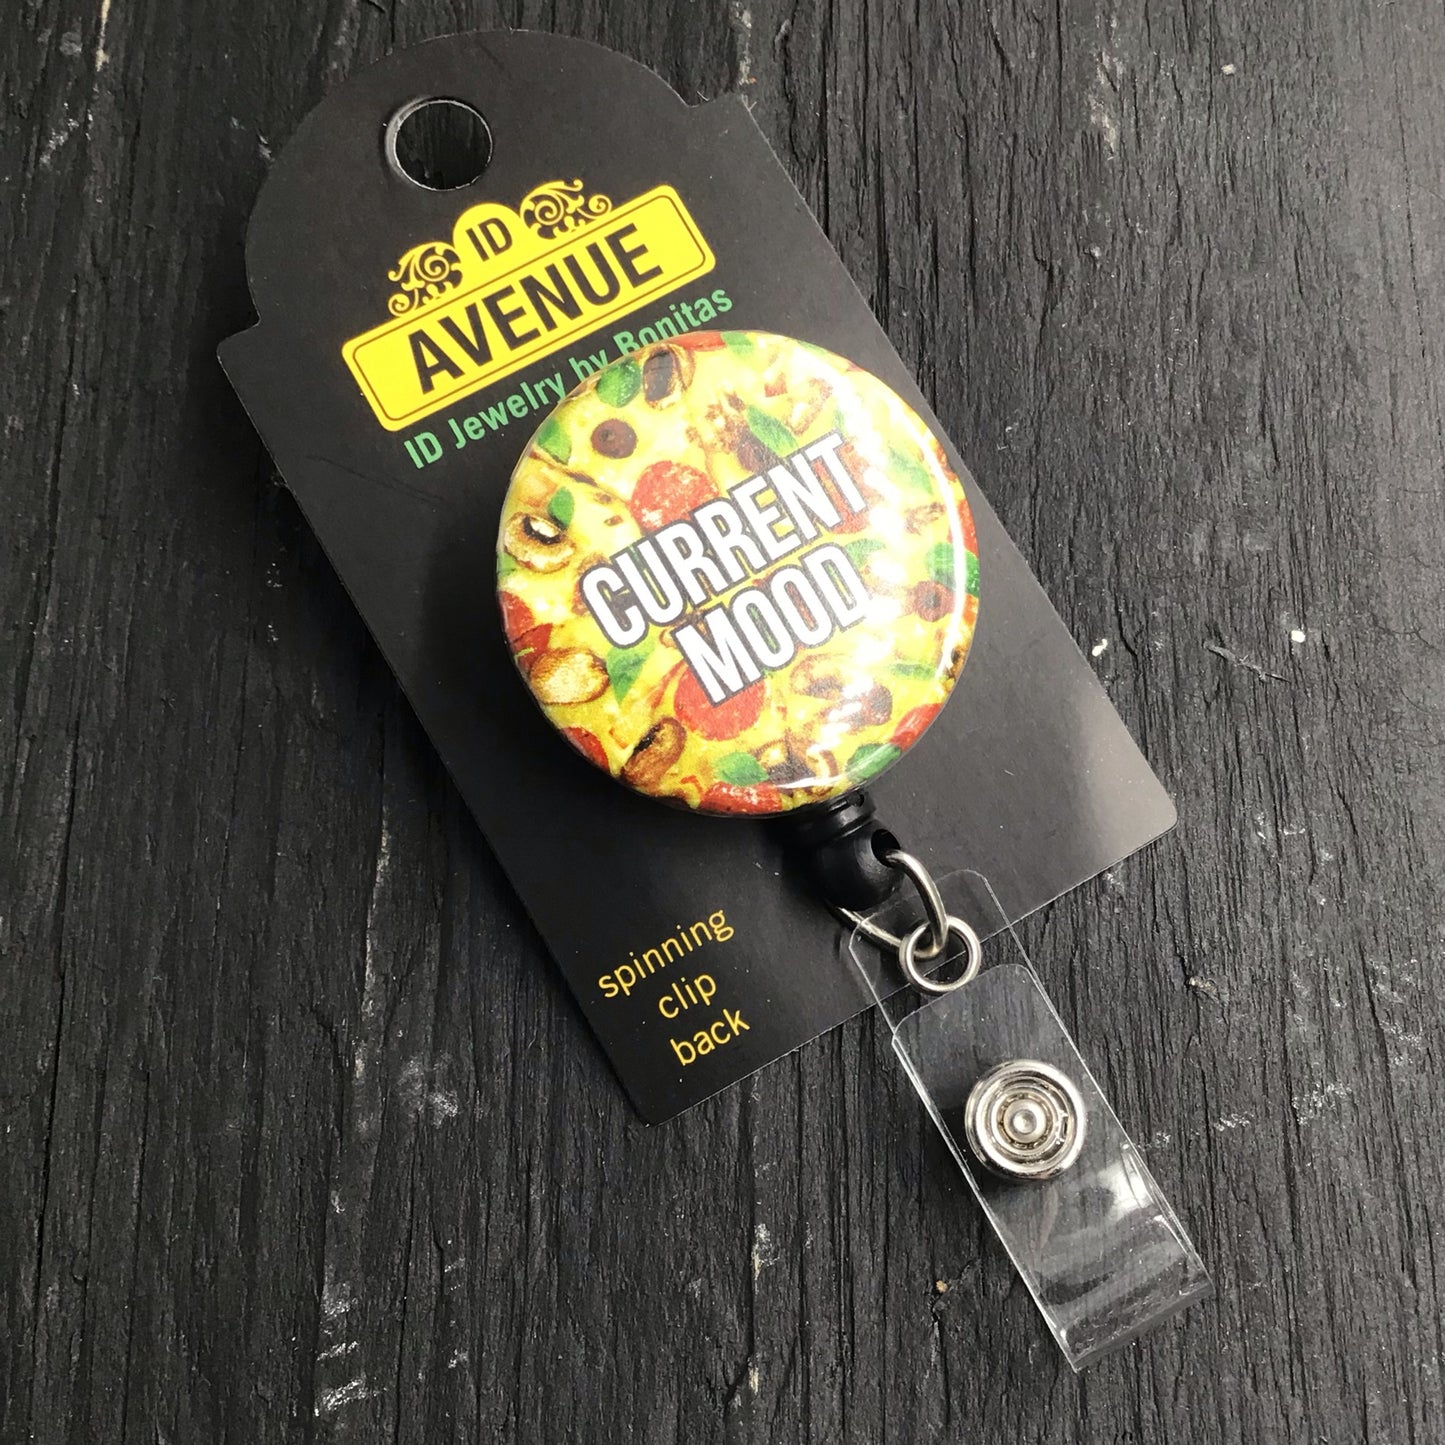 ID
AVENUE
ID Jewelry by Bonitas
CURRENT
MOOD
spinning
clip
back